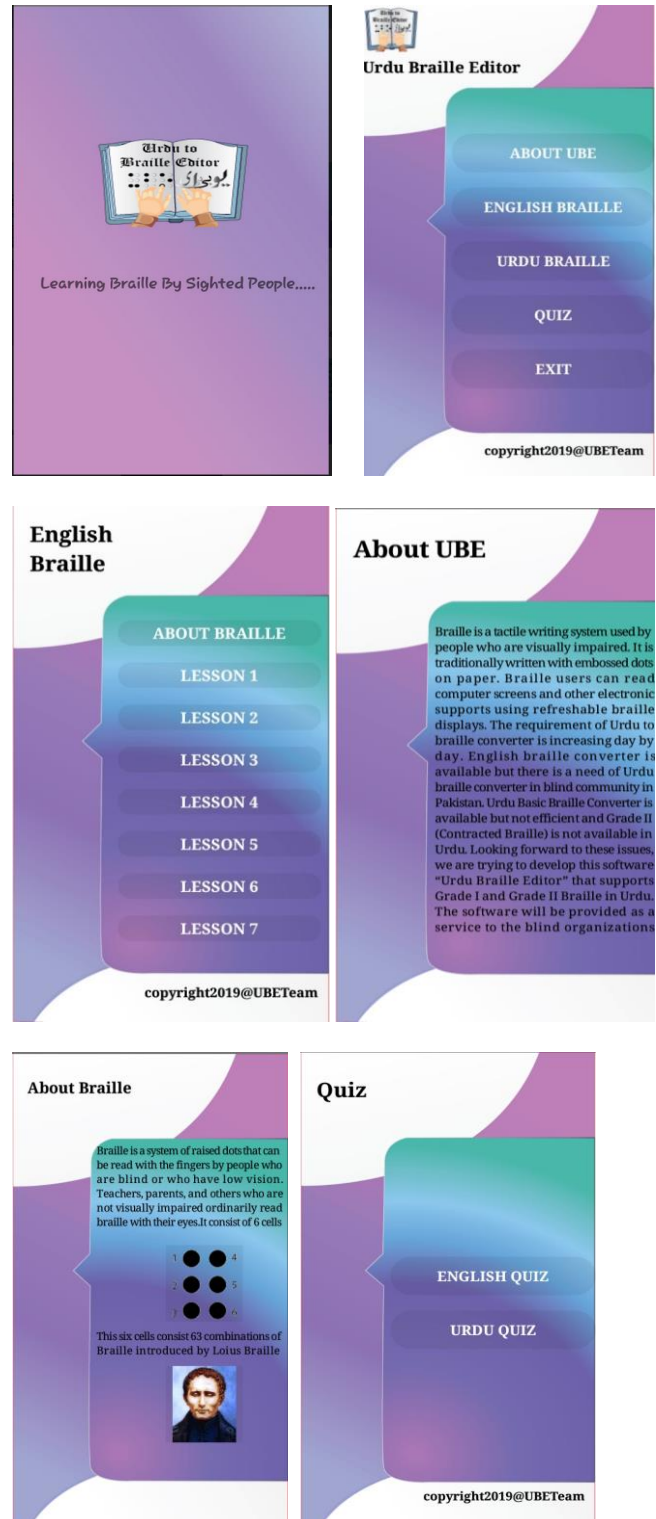 Urdu to
Braille Editor
یوبی ای
Learning Braille By Sighted People.....
Urdu to
Braille Editor
Urdu Braille Editor
ABOUT UBE
ENGLISH BRAILLE
URDU BRAILLE
QUIZ
EXIT
copyright2019@UBETeam
English
Braille
ABOUT BRAILLE
LESSON 1
LESSON 2
LESSON 3
LESSON 4
LESSON 5
LESSON 6
LESSON 7
copyright2019@UBETeam
About UBE
Braille is a tactile writing system used by
people who are visually impaired. It is
traditionally written with embossed dots
on paper. Braille users can read
computer screens and other electronic
supports using refreshable braille
displays. The requirement of Urdu to
braille converter is increasing day by
day. English braille converter is
available but there is a need of Urdu
braille converter in blind community in
Pakistan. Urdu Basic Braille Converter is
available but not efficient and Grade II
(Contracted Braille) is not available in
Urdu. Looking forward to these issues,
we are trying to develop this software
“Urdu Braille Editor” that supports
Grade I and Grade II Braille in Urdu.
The software will be provided as a
service to the blind organizations
About Braille
Braille is a system of raised dots that can
be read with the fingers by people who
are blind or who have low vision.
Teachers, parents, and others who are
not visually impaired ordinarily read
braille with their eyes.It consist of 6 cells
1 4
2 5
3 6
This six cells consist 63 combinations of
Braille introduced by Loius Braille
Quiz
ENGLISH QUIZ
URDU QUIZ
copyright2019@UBETeam